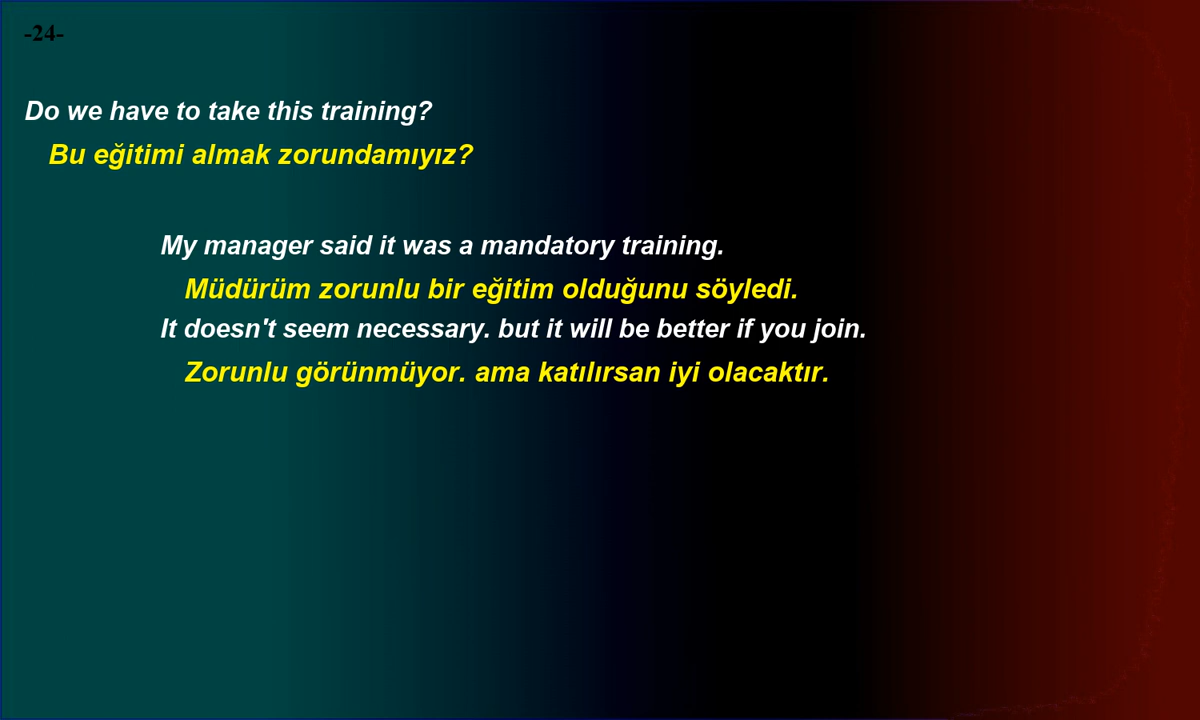 -24-
Do we have to take this training?
Bu eğitimi almak zorundamıyız?
My manager said it was a mandatory training.
Müdürüm zorunlu bir eğitim olduğunu söyledi.
It doesn't seem necessary. but it will be better if you join.
Zorunlu görünmüyor. ama katılırsan iyi olacaktır.